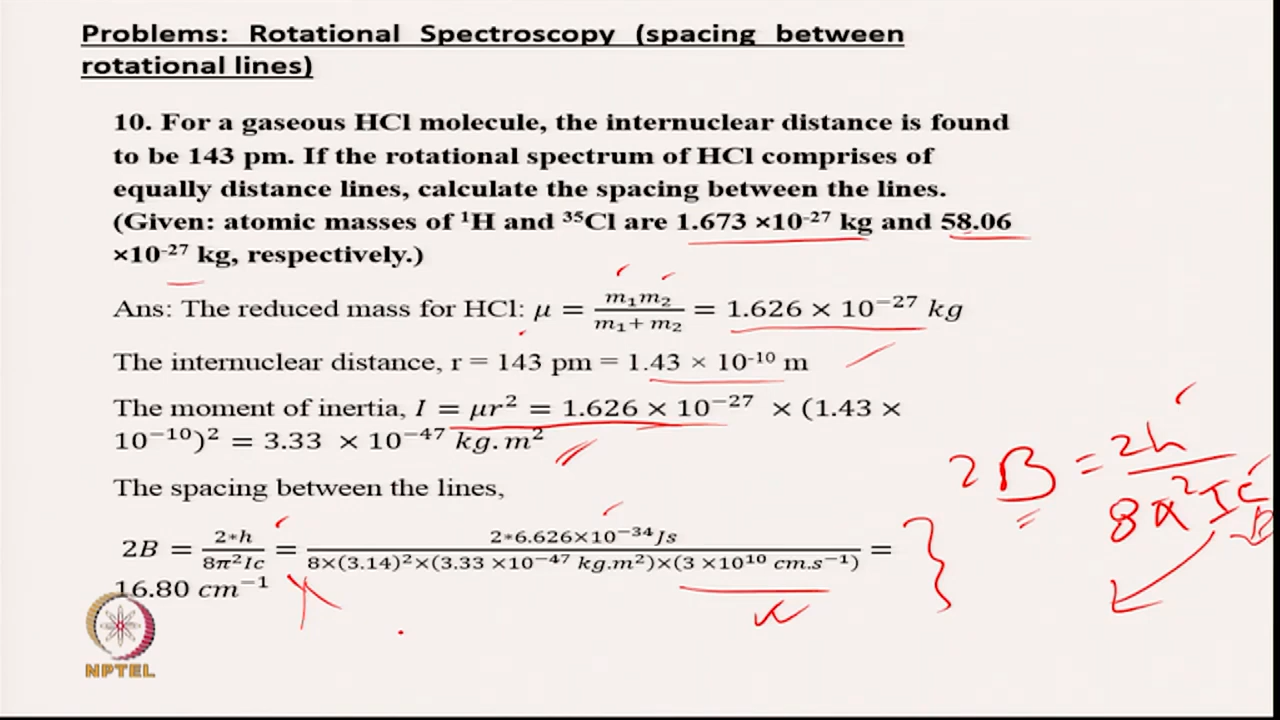 Problems: Rotational Spectroscopy (spacing between
rotational lines)
10. For a gaseous HCl molecule, the internuclear distance is found
to be 143 pm. If the rotational spectrum of HCl comprises of
equally distance lines, calculate the spacing between the lines.
(Given: atomic masses of ¹H and ³⁵Cl are 1.673 ×10⁻²⁷ kg and 58.06
×10⁻²⁷ kg, respectively.)
Ans: The reduced mass for HCl: μ = m₁m₂/(m₁+ m₂) = 1.626 × 10⁻²⁷ kg
The internuclear distance, r = 143 pm = 1.43 × 10⁻¹⁰ m
The moment of inertia, I = μr² = 1.626 × 10⁻²⁷ × (1.43 ×
10⁻¹⁰)² = 3.33 × 10⁻⁴⁷ kg.m²
The spacing between the lines,
2B = 2*h/8π²Ic = 2*6.626×10⁻³⁴Js/8×(3.14)²×(3.33 ×10⁻⁴⁷ kg.m²)×(3 ×10¹⁰ cm.s⁻¹) =
16.80 cm⁻¹
2B = 2h/8π²Ic
NPTEL